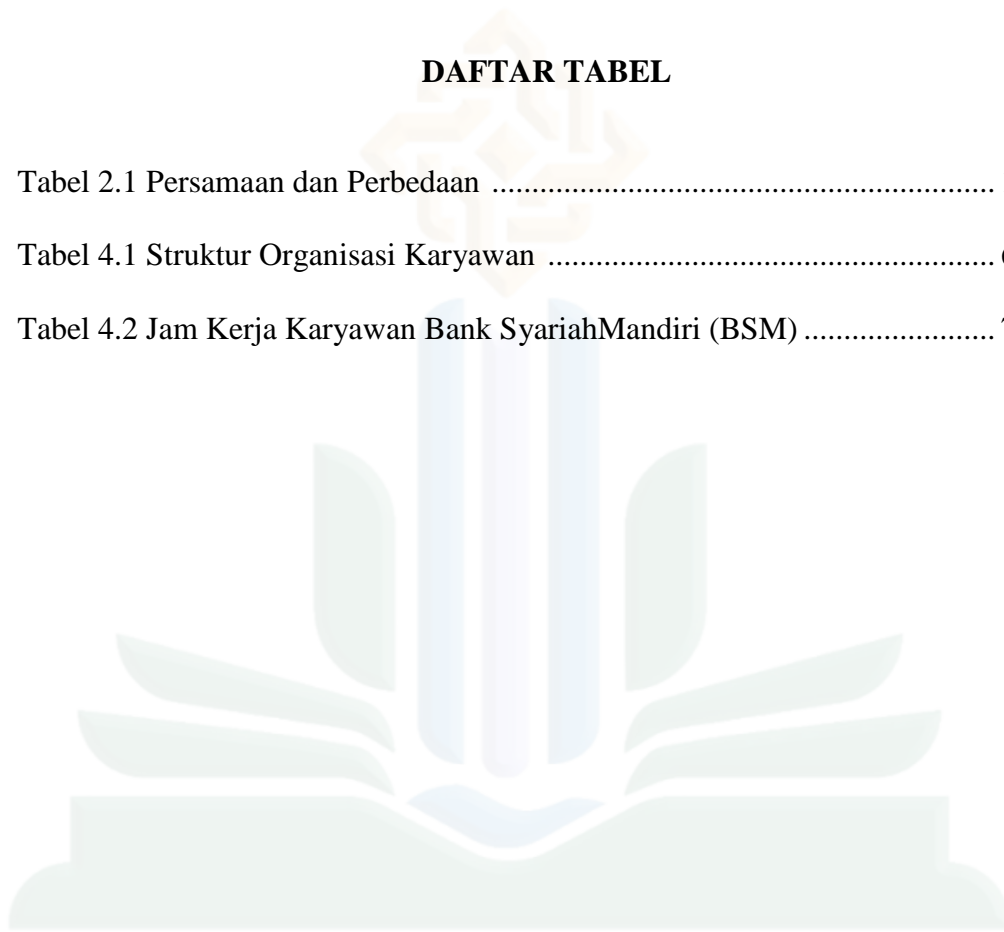 DAFTAR TABEL
Tabel 2.1 Persamaan dan Perbedaan ..............................................................
Tabel 4.1 Struktur Organisasi Karyawan .......................................................
Tabel 4.2 Jam Kerja Karyawan Bank SyariahMandiri (BSM) ........................